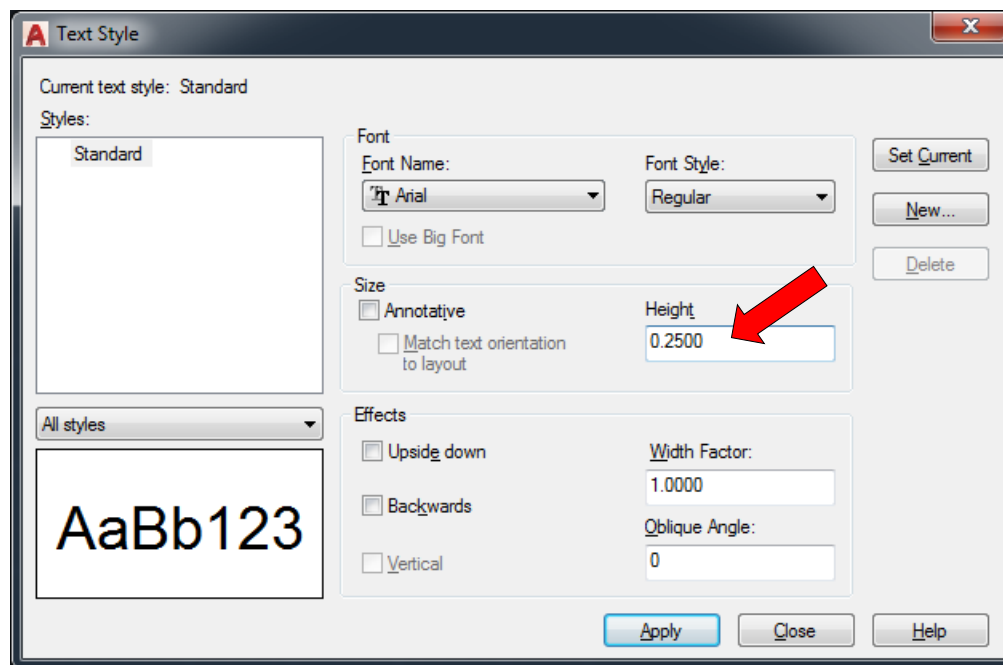 Text Style
Current text style: Standard
Styles:
Standard
All styles
AaBb123
Font
Font Name:
Arial
Use Big Font
Font Style:
Regular
Size
Annotative
Match text orientation
to layout
Height
0.2500
Effects
Upside down
Backwards
Vertical
Width Factor:
1.0000
Oblique Angle:
0
Set Current
New...
Delete
Apply
Close
Help